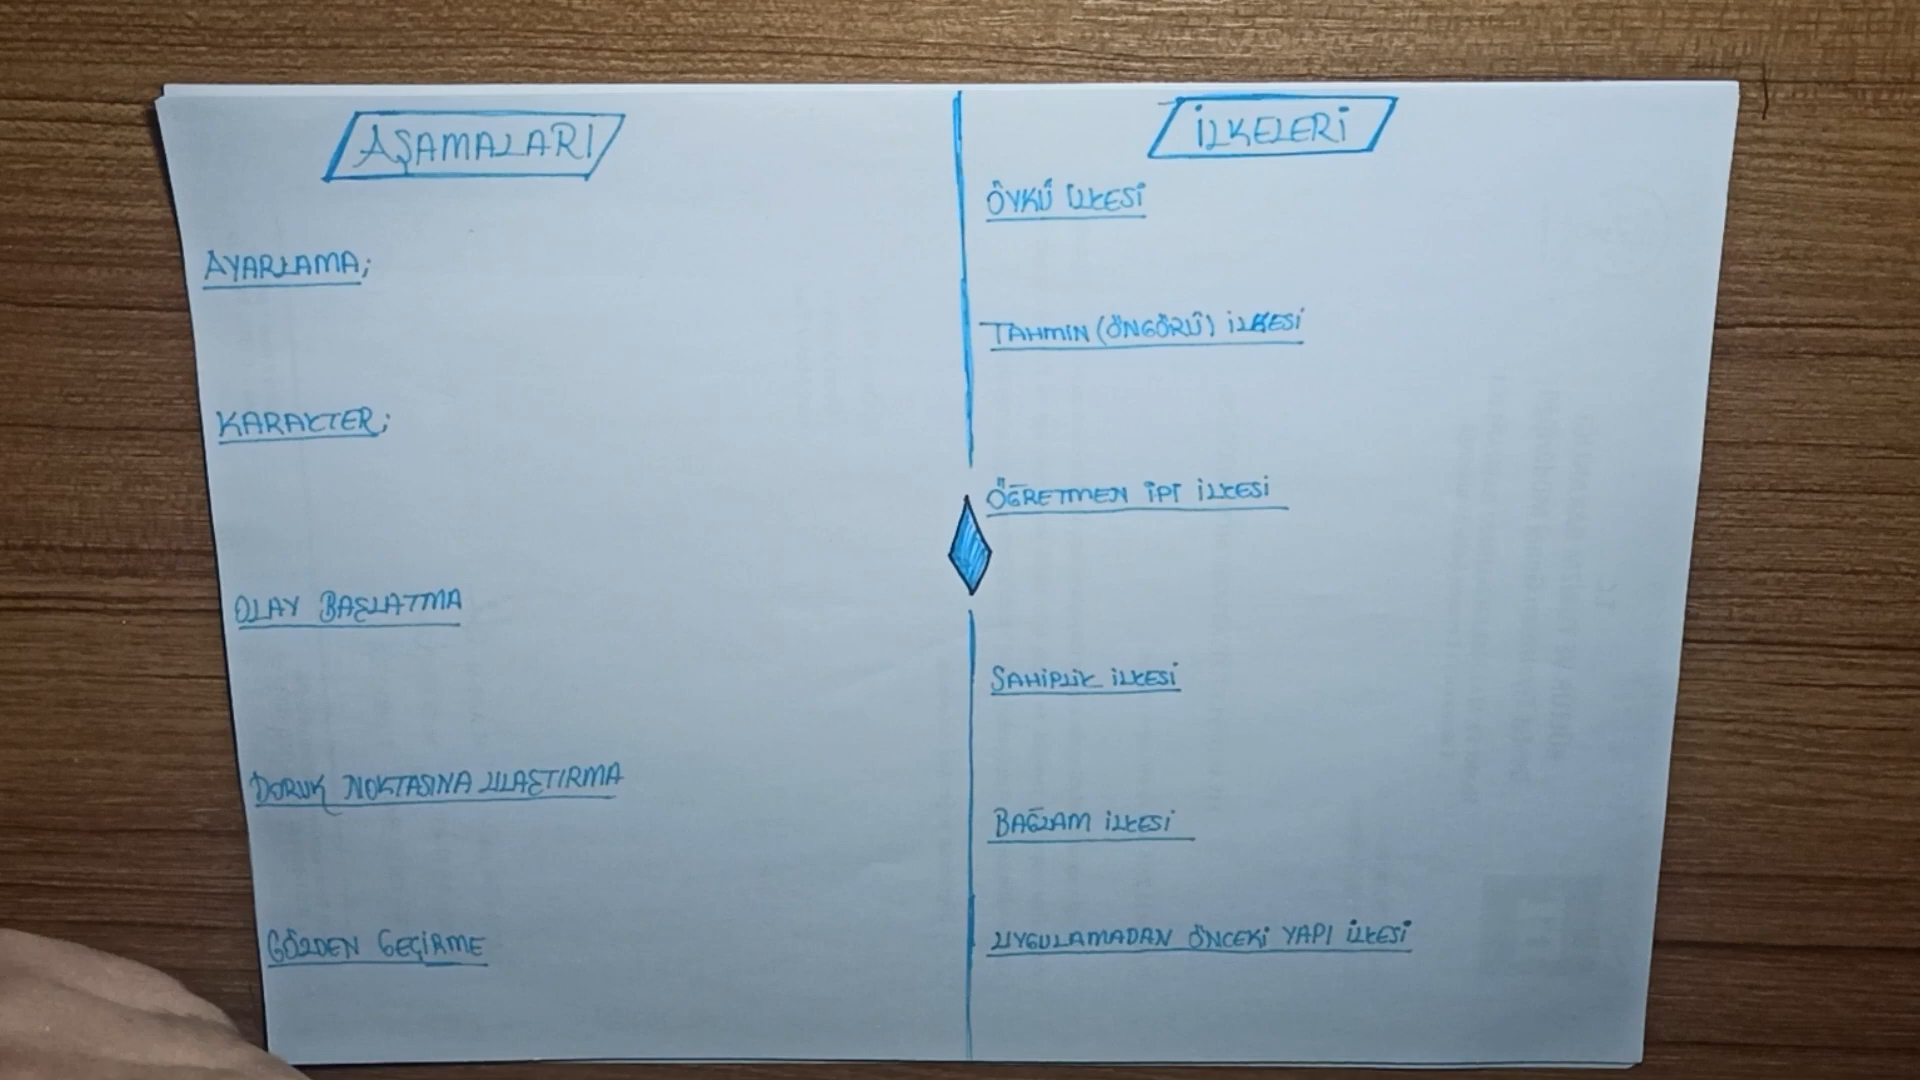 AŞAMALARI
AYARLAMA;
KARAKTER;
OLAY BAŞLATMA
DORUK NOKTASINA ULAŞTIRMA
GÖZDEN GEÇİRME
İLKELERİ
ÖYKÜ İLKESİ
TAHMIN (ÖNGÖRÜ) İLKESİ
ÖĞRETMEN İPİ İLKESİ
SAHİPLİK İLKESİ
BAĞLAM İLKESİ
UYGULAMADAN ÖNCEKİ YAPI İLKESİ